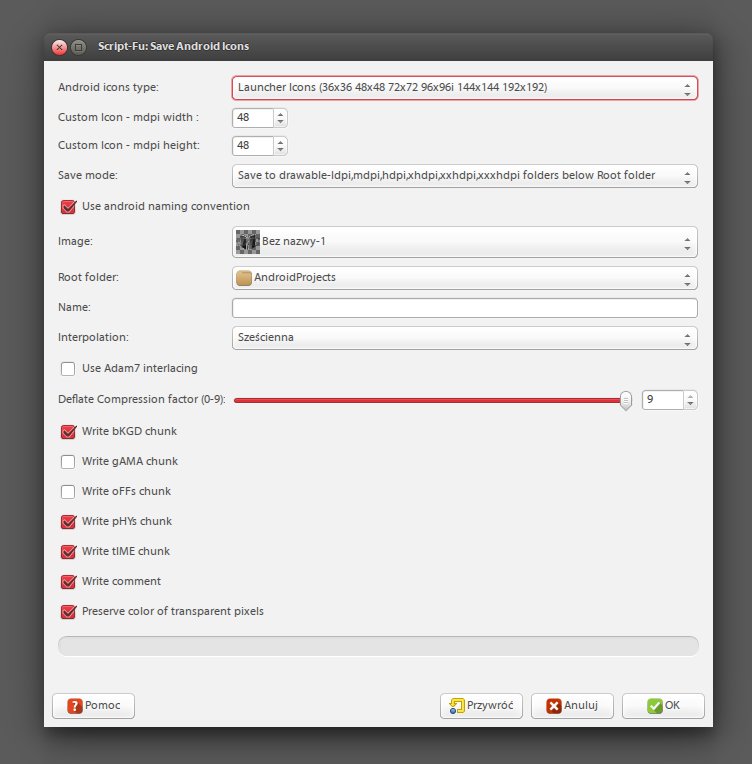 Script-Fu: Save Android Icons
Android icons type: Launcher Icons (36x36 48x48 72x72 96x96i 144x144 192x192)
Custom Icon - mdpi width : 48
Custom Icon - mdpi height: 48
Save mode: Save to drawable-ldpi,mdpi,hdpi,xhdpi,xxhdpi,xxxhdpi folders below Root folder
Use android naming convention
Image: Bez nazwy-1
Root folder: AndroidProjects
Name:
Interpolation: Sześcienna
Use Adam7 interlacing
Deflate Compression factor (0-9): 9
Write bKGD chunk
Write gAMA chunk
Write oFFs chunk
Write pHYs chunk
Write tIME chunk
Write comment
Preserve color of transparent pixels
Pomoc Przywróć Anuluj OK